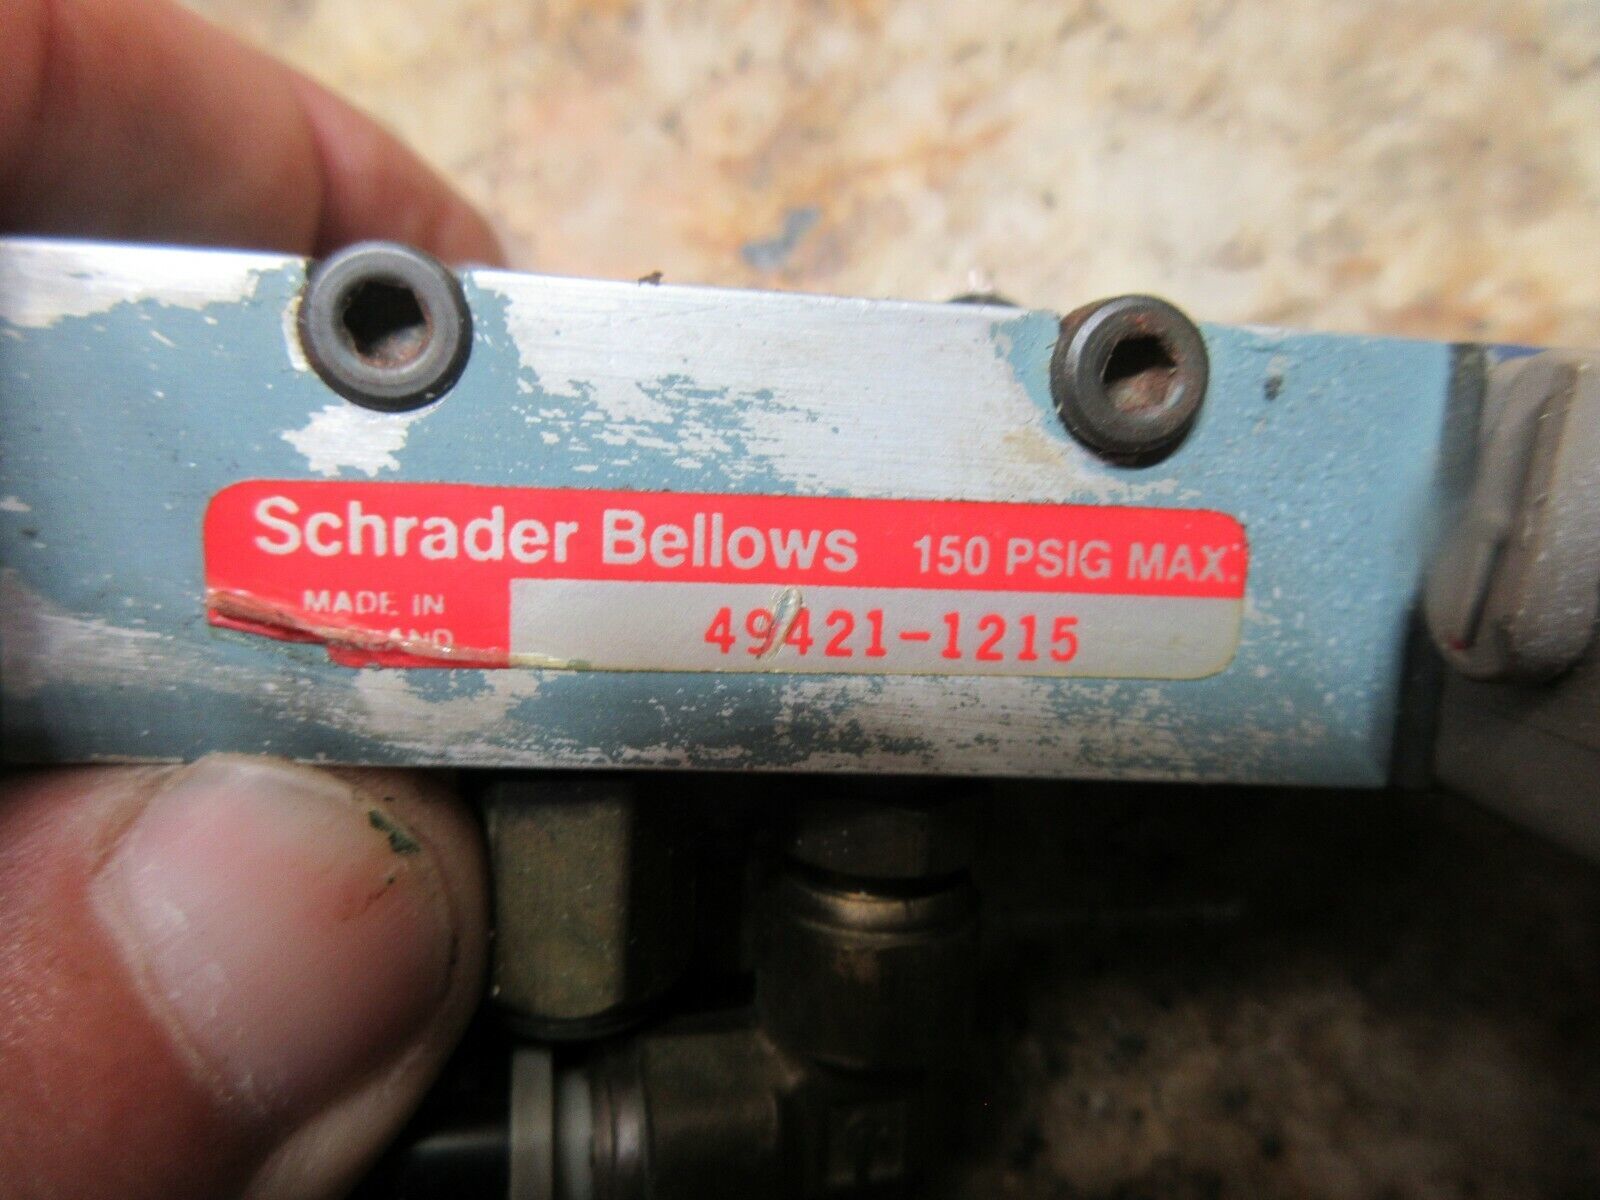 Schrader Bellows 150 PSIG MAX.
MADE IN
49421-1215